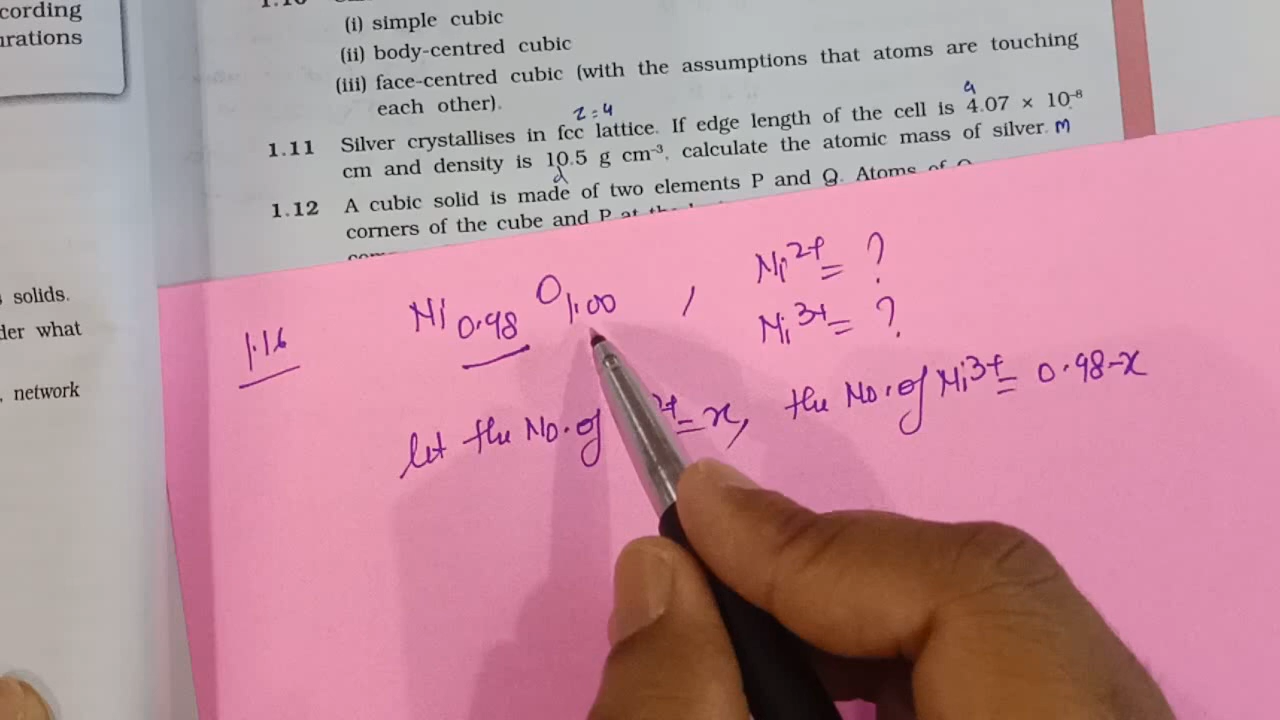 cording
urations
solids.
der what
, network
(i) simple cubic
(ii) body-centred cubic
(iii) face-centred cubic (with the assumptions that atoms are touching
each other).
z=4
a
1.11 Silver crystallises in fcc lattice. If edge length of the cell is 4.07 × 10⁻⁸
cm and density is 10.5 g cm⁻³, calculate the atomic mass of silver. M
d
1.12 A cubic solid is made of two elements P and Q. Atoms of
corners of the cube and P at the
1.16 Ni0.98 O1.00 , Ni²⁺ = ?
Ni³⁺ = ?
let the No. of 2+ = x, the No. of Ni³⁺ = 0.98-x